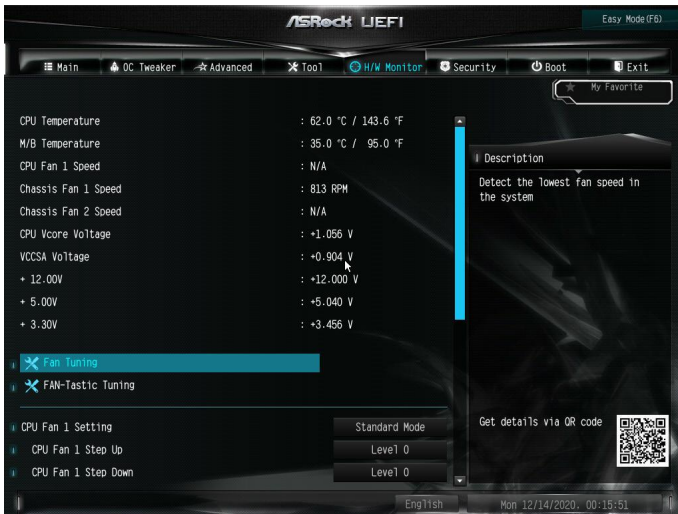 ASRock UEFI
Easy Mode(F6)
Main OC Tweaker Advanced Tool H/W Monitor Security Boot Exit
My Favorite
CPU Temperature : 62.0 °C / 143.6 °F
M/B Temperature : 35.0 °C / 95.0 °F
CPU Fan 1 Speed : N/A
Chassis Fan 1 Speed : 813 RPM
Chassis Fan 2 Speed : N/A
CPU Vcore Voltage : +1.056 V
VCCSA Voltage : +0.904 V
+ 12.00V : +12.000 V
+ 5.00V : +5.040 V
+ 3.30V : +3.456 V
Fan Tuning
FAN-Tastic Tuning
CPU Fan 1 Setting Standard Mode
CPU Fan 1 Step Up Level 0
CPU Fan 1 Step Down Level 0
Description
Detect the lowest fan speed in
the system
Get details via QR code
English
Mon 12/14/2020. 00:15:51